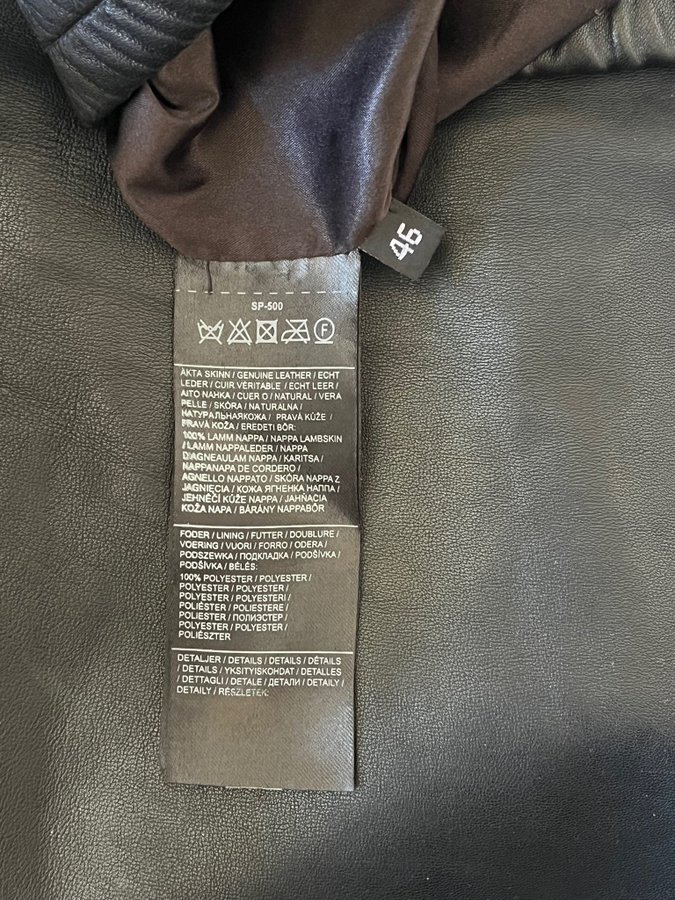 46
SP-500
F
ÄKTA SKINN / GENUINE LEATHER / ECHT
LEDER / CUIR VÉRITABLE / ECHT LEER /
AITO NAHKA / CUER O / NATURAL / VERA
PELLE / SKÓRA / NATURALNA /
НАТУРАЛЬНАЯКОЖА / PRAVÁ KŮŽE /
PRAVÁ KOŽA / EREDETI BŐR:
100% LAMM NAPPA / NAPPA LAMBSKIN
/ LAMM NAPPALEDER / NAPPA
D'AGNEAULAM NAPPA / KARITSA /
NAPPANAPA DE CORDERO /
AGNELLO NAPPATO / SKÓRA NAPPA Z
JAGNIĘCIA / КОЖА ЯГНЕНКА НАППА /
JEHNĚČÍ KŮŽE NAPPA / JAHŇACIA
KOŽA NAPA / BÁRÁNY NAPPABŐR
FODER / LINING / FUTTER / DOUBLURE /
VOERING / VUORI / FORRO / ODERA /
PODSZEWKA / ПОДКЛАДКА / PODŠÍVKA /
PODŠÍVKA / BÉLÉS:
100% POLYESTER / POLYESTER /
POLYESTER / POLYESTER /
POLYESTER / POLYESTERI /
POLIÉSTER / POLIESTERE /
POLIESTER / ПОЛИЭСТЕР /
POLYESTER / POLYESTER /
POLIÉSZTER
DETALJER / DETAILS / DETAILS / DÉTAILS
/ DETAILS / YKSITYISKOHDAT / DETALLES
/ DETTAGLI / DETALE / ДЕТАЛИ / DETAILY /
DETAILY / RÉSZLETEK: